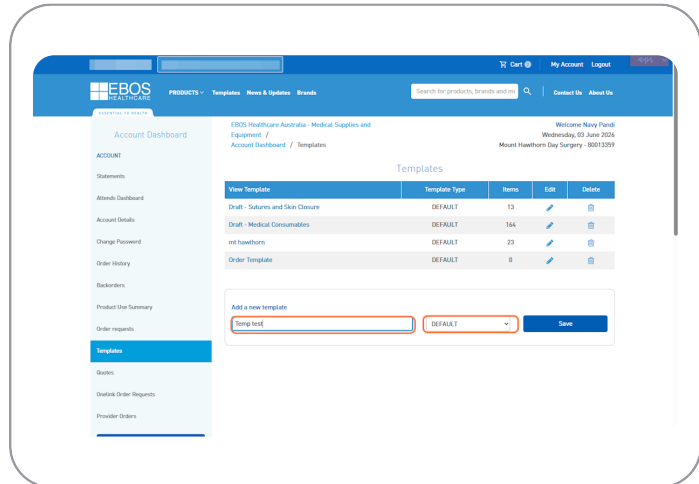 Cart 0 My Account Logout
EBOS
HEALTHCARE
ESSENTIAL TO HEALTH
PRODUCTS Templates News & Updates Brands
Search for products, brands and mo
Contact Us About Us
Account Dashboard
ACCOUNT
Statements
Attends Dashboard
Account Details
Change Password
Order History
Backorders
Product Use Summary
Order requests
Templates
Quotes
Onelink Order Requests
Provider Orders
EBOS Healthcare Australia - Medical Supplies and
Equipment /
Account Dashboard / Templates
Welcome Navy Pandi
Wednesday, 03 June 2026
Mount Hawthorn Day Surgery - 80013359
Templates
View Template Template Type Items Edit Delete
Draft - Sutures and Skin Closure DEFAULT 13
Draft - Medical Consumables DEFAULT 164
mt hawthorn DEFAULT 23
Order Template DEFAULT 0
Add a new template
Temp test DEFAULT Save